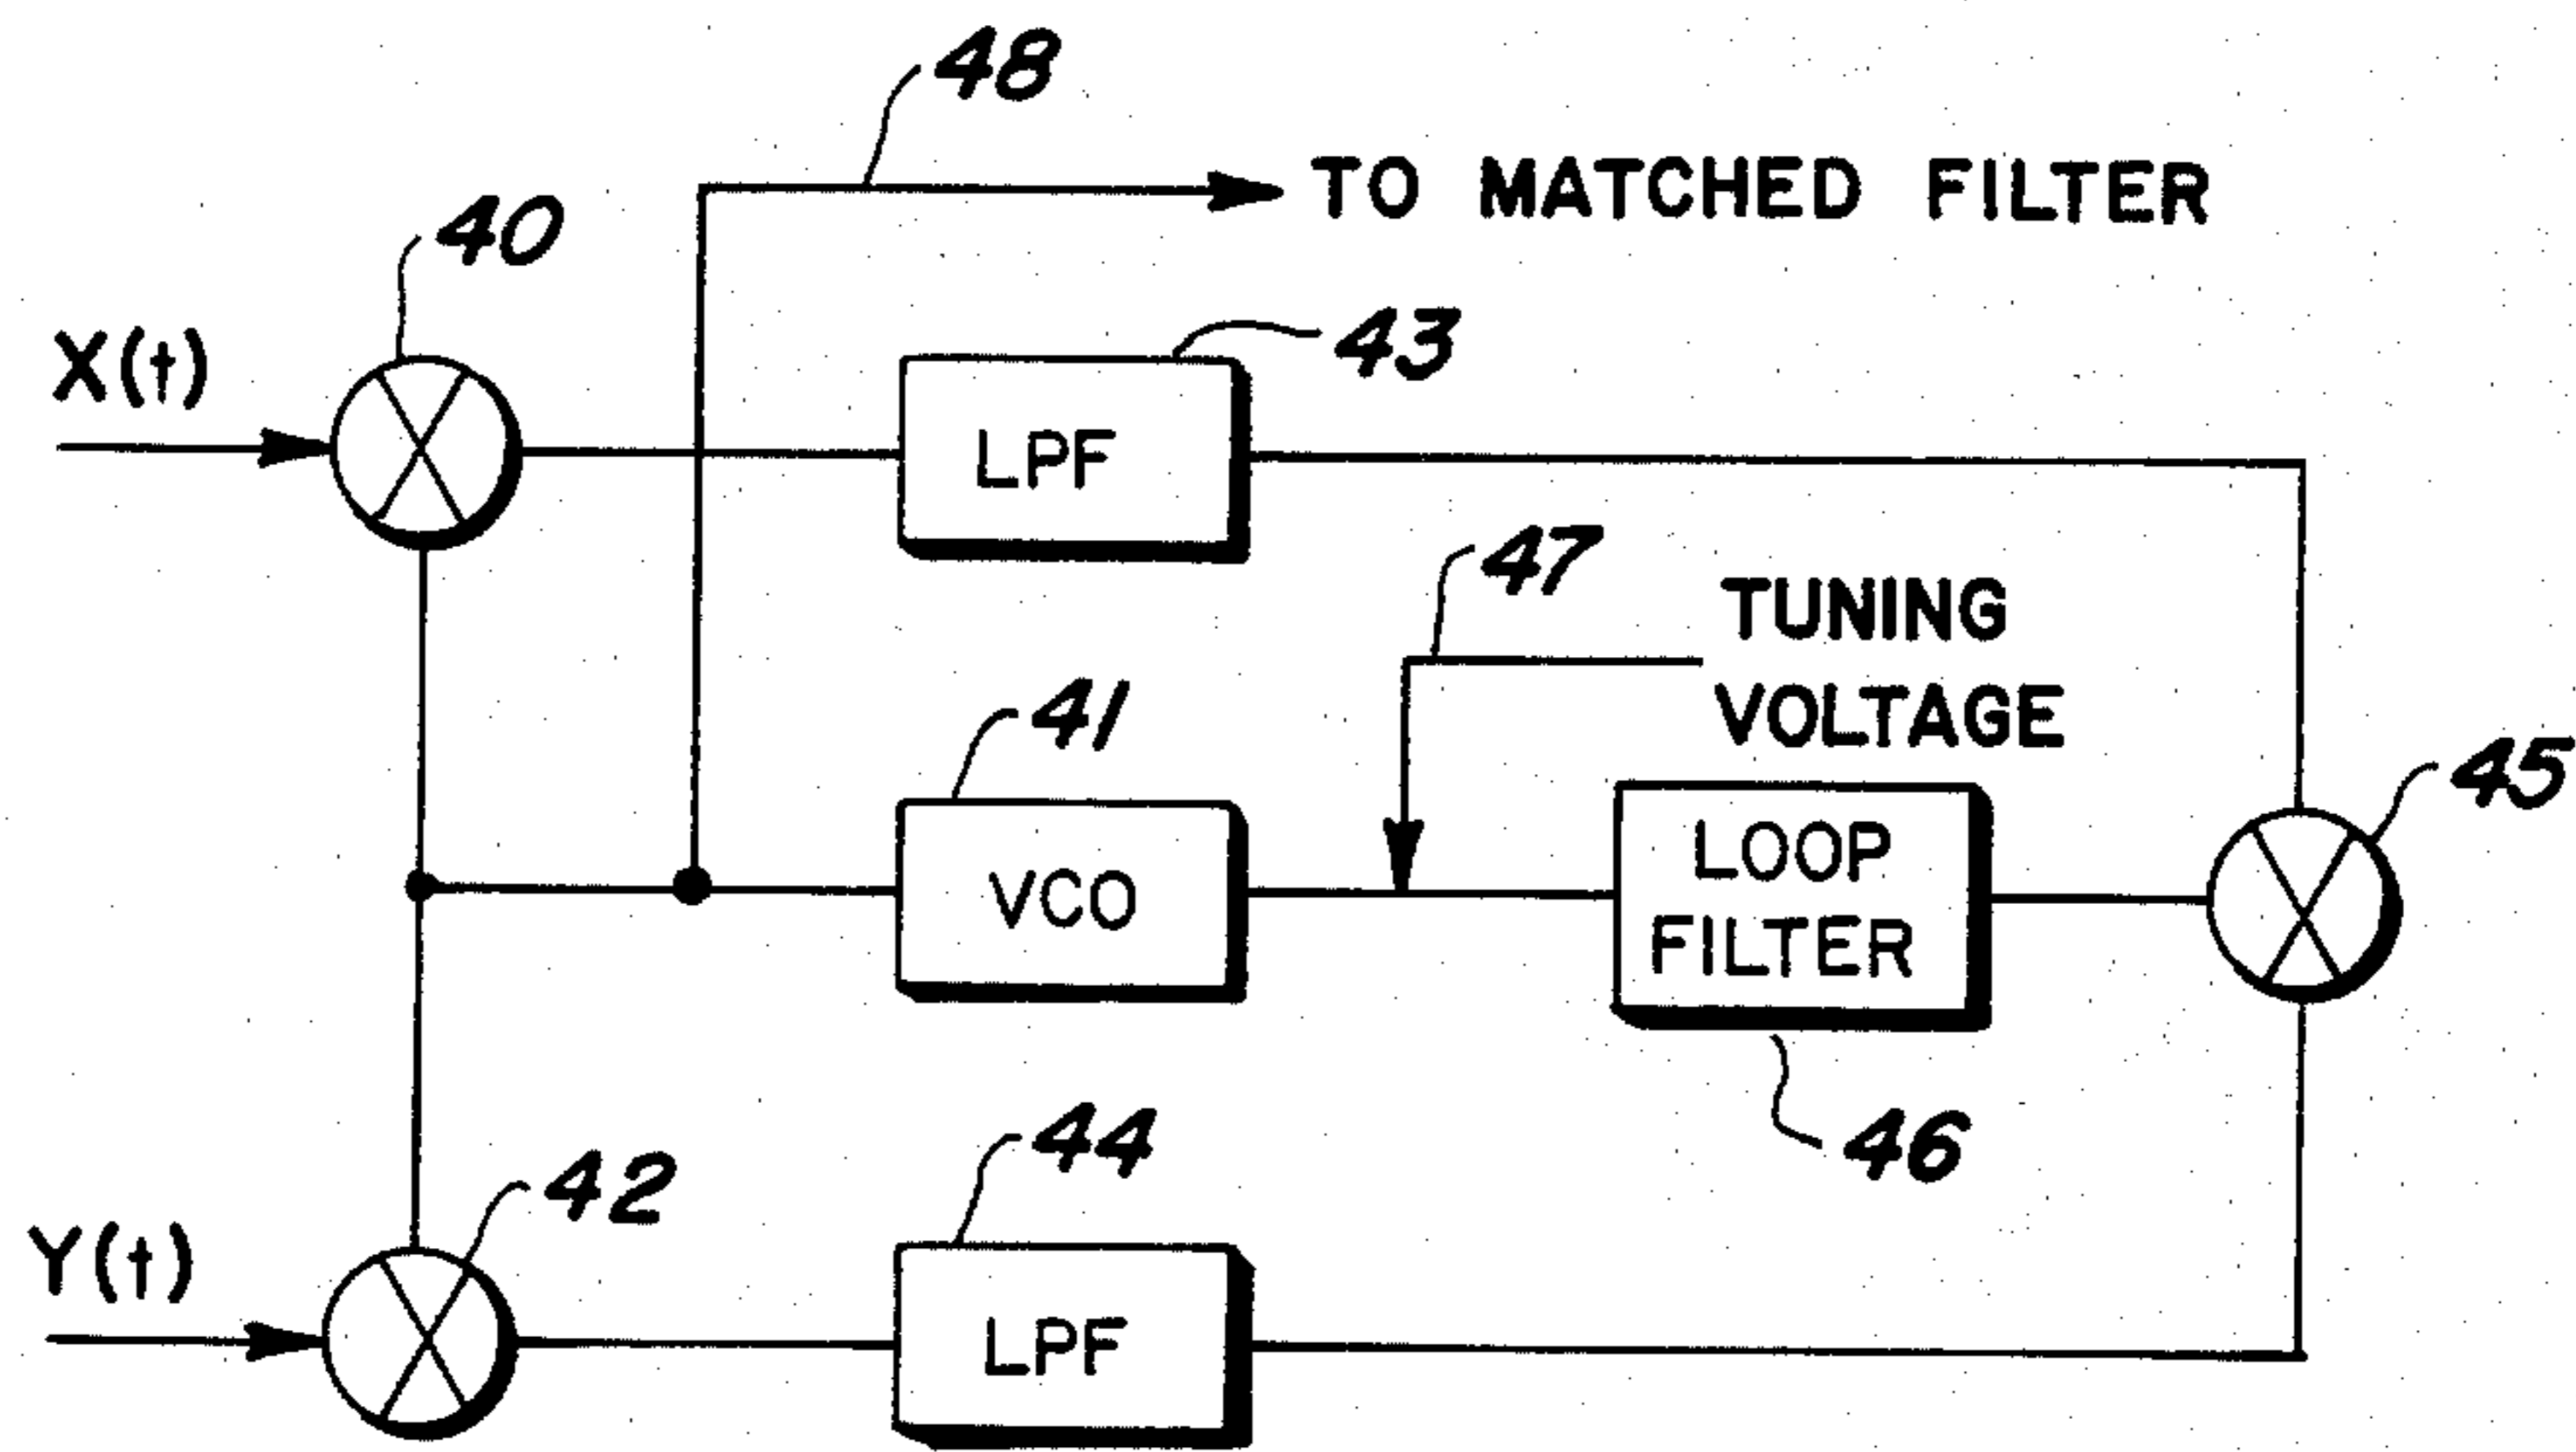 48
TO MATCHED FILTER
40
X(t)
43
LPF
47
TUNING
VOLTAGE
41
45
VCO
LOOP
FILTER
44
46
42
Y(t)
LPF